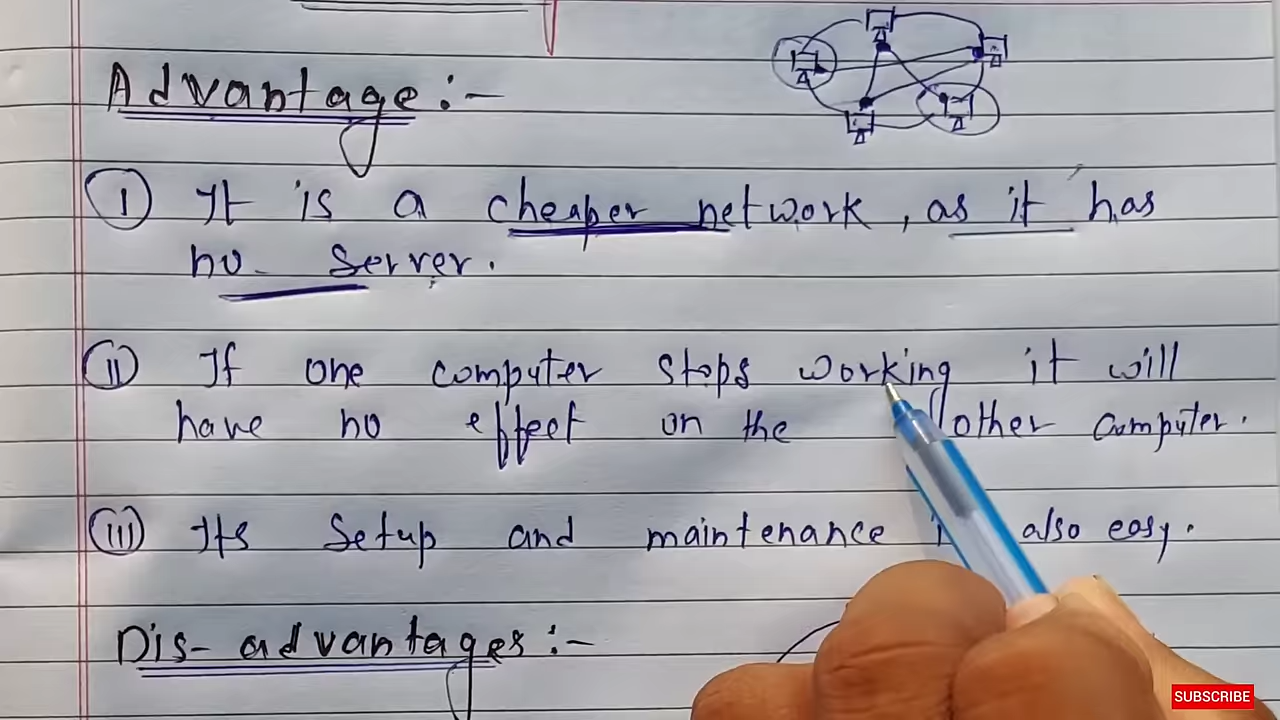 Advantage:-
(I) It is a cheaper network, as it has
no server.
(II) If one computer stops working it will
have no effect on the other computer.
(III) Its Setup and maintenance also easy.
Dis-advantages:-
SUBSCRIBE